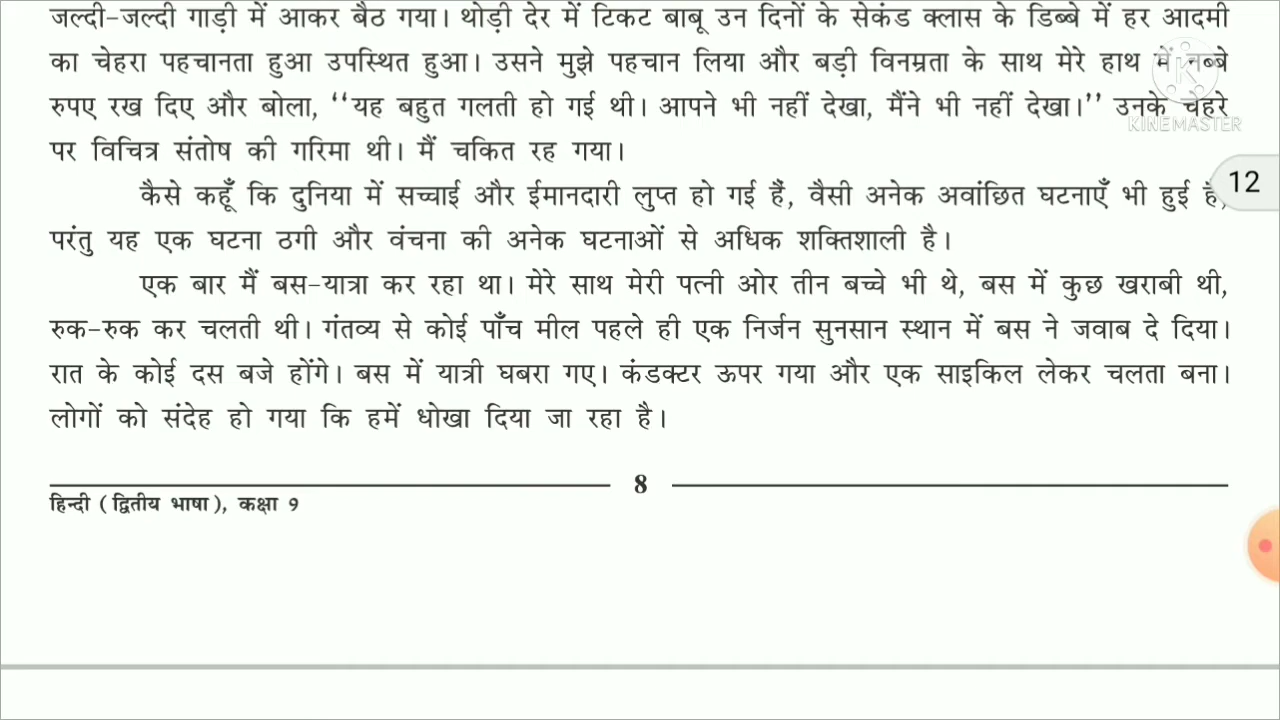 जल्दी-जल्दी गाड़ी में आकर बैठ गया। थोड़ी देर में टिकट बाबू उन दिनों के सेकंड क्लास के डिब्बे में हर आदमी
का चेहरा पहचानता हुआ उपस्थित हुआ। उसने मुझे पहचान लिया और बड़ी विनम्रता के साथ मेरे हाथ में नब्बे
रुपए रख दिए और बोला, ‘‘यह बहुत गलती हो गई थी। आपने भी नहीं देखा, मैंने भी नहीं देखा।’’ उनके चेहरे
KINEMASTER
पर विचित्र संतोष की गरिमा थी। मैं चकित रह गया।
12
कैसे कहूँ कि दुनिया में सच्चाई और ईमानदारी लुप्त हो गई हैं, वैसी अनेक अवांछित घटनाएँ भी हुई हैं,
परंतु यह एक घटना ठगी और वंचना की अनेक घटनाओं से अधिक शक्तिशाली है।
एक बार मैं बस-यात्रा कर रहा था। मेरे साथ मेरी पत्नी ओर तीन बच्चे भी थे, बस में कुछ खराबी थी,
रुक-रुक कर चलती थी। गंतव्य से कोई पाँच मील पहले ही एक निर्जन सुनसान स्थान में बस ने जवाब दे दिया।
रात के कोई दस बजे होंगे। बस में यात्री घबरा गए। कंडक्टर ऊपर गया और एक साइकिल लेकर चलता बना।
लोगों को संदेह हो गया कि हमें धोखा दिया जा रहा है।
8
हिन्दी (द्वितीय भाषा), कक्षा 9